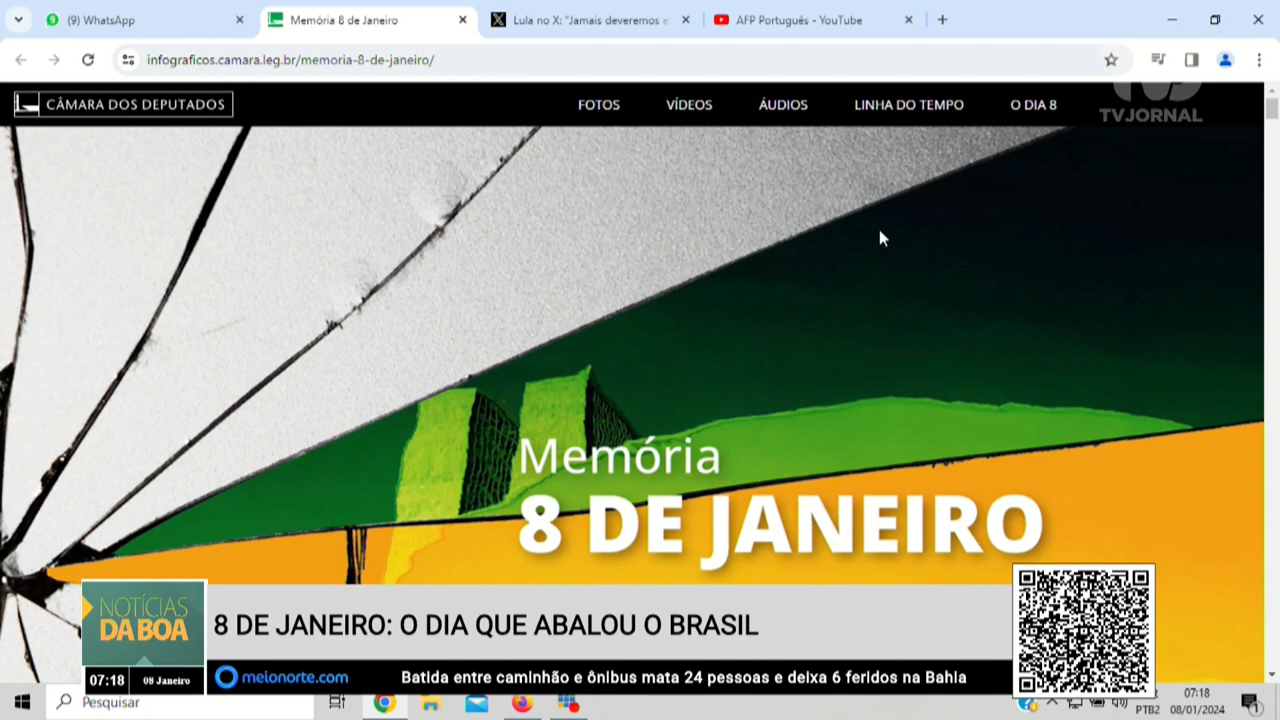 (9) WhatsApp
Memória 8 de Janeiro
Lula no X: "Jamais deveremos e
AFP Português - YouTube
infograficos.camara.leg.br/memoria-8-de-janeiro/
CÂMARA DOS DEPUTADOS
FOTOS
VÍDEOS
ÁUDIOS
LINHA DO TEMPO
O DIA 8
TVJORNAL
Memória
8 DE JANEIRO
NOTÍCIAS
DA BOA
8 DE JANEIRO: O DIA QUE ABALOU O BRASIL
07:18
08 Janeiro
meionorte.com
Batida entre caminhão e ônibus mata 24 pessoas e deixa 6 feridos na Bahia
Pesquisar
PTB2
07:18
08/01/2024